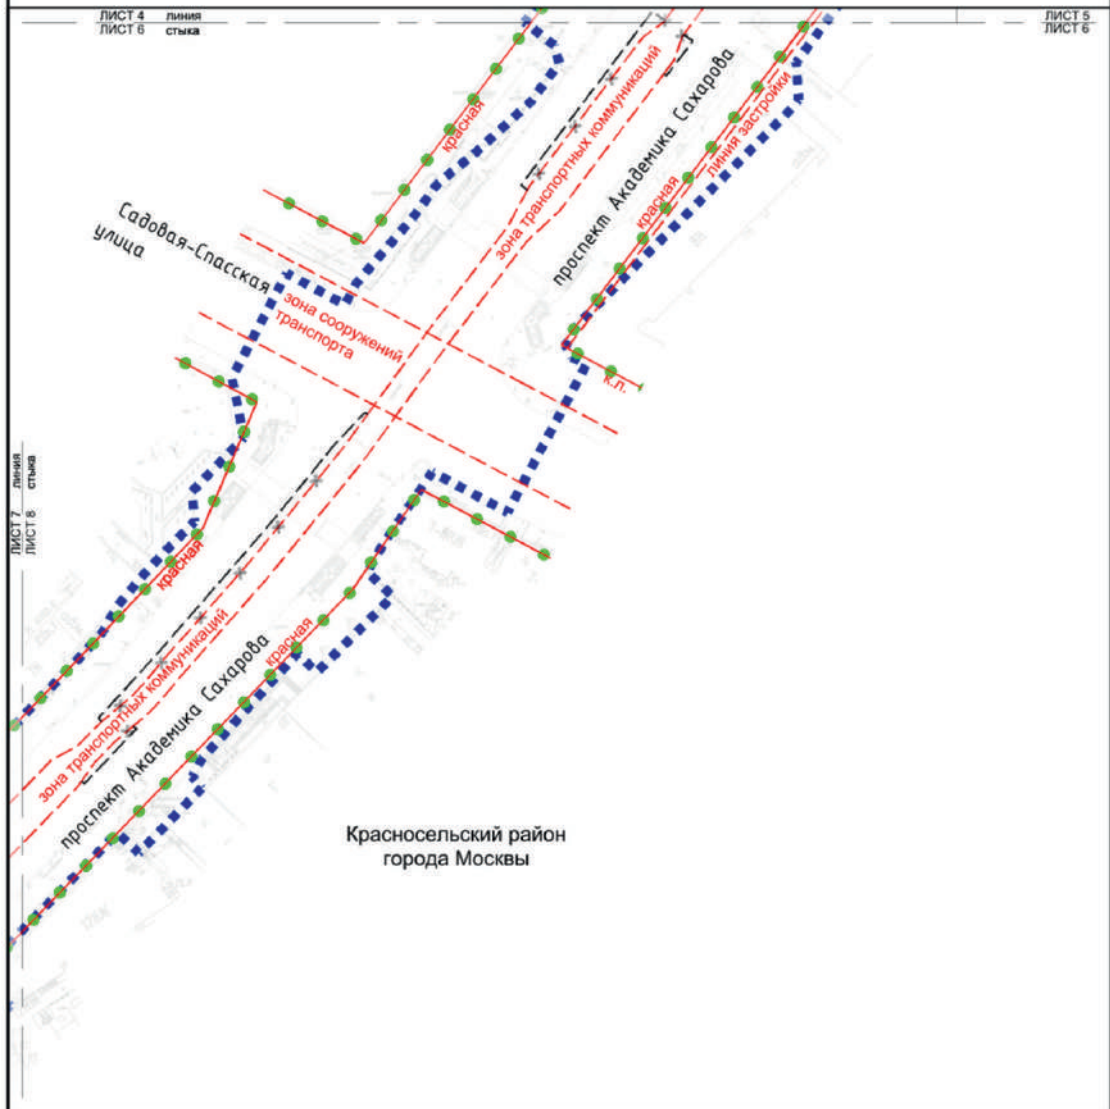 ЛИСТ 4 линия
ЛИСТ 6 стыка
ЛИСТ 5
ЛИСТ 6
красная
зона транспортных коммуникаций
проспект Академика Сахарова
красная
линия застройки
Садовая-Спасская
улица
зона сооружений
транспорта
к.л.
ЛИСТ 7 линия
ЛИСТ 8 стыка
красная
зона транспортных коммуникаций
проспект Академика Сахарова
красная
Красносельский район
города Москвы